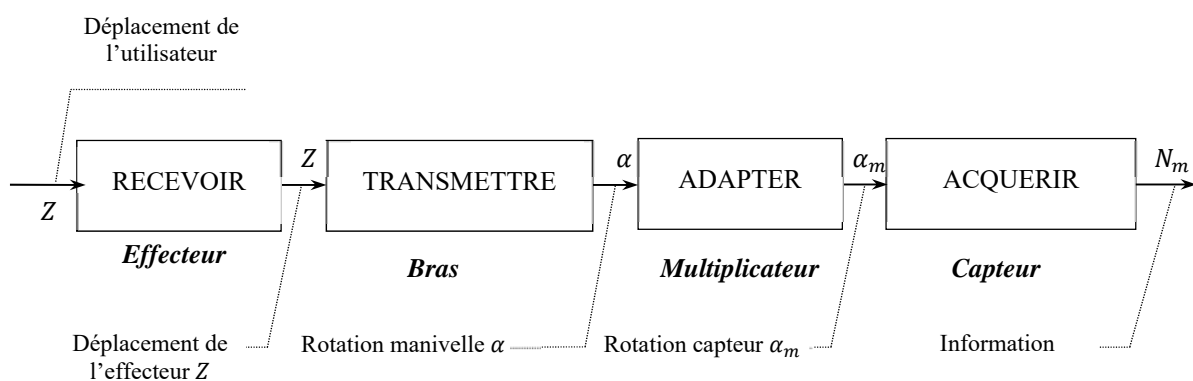 Déplacement de
l’utilisateur
Z
RECEVOIR
Z
TRANSMETTRE
α
ADAPTER
α_m
ACQUERIR
N_m
Effecteur
Bras
Multiplicateur
Capteur
Déplacement de
l’effecteur Z
Rotation manivelle α
Rotation capteur α_m
Information